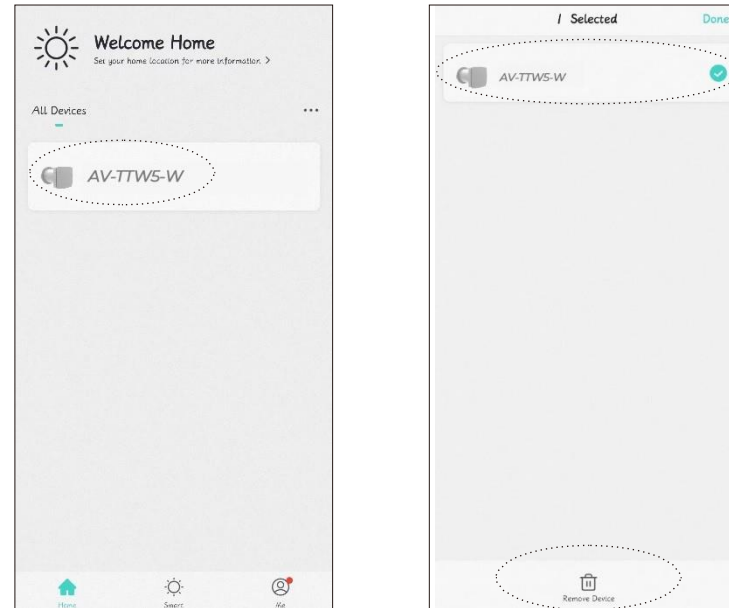 Welcome Home
Set your home location for more information >
All Devices
AV-TTW5-W
Home
Smart
Me
1 Selected
Done
AV-TTW5-W
Remove Device